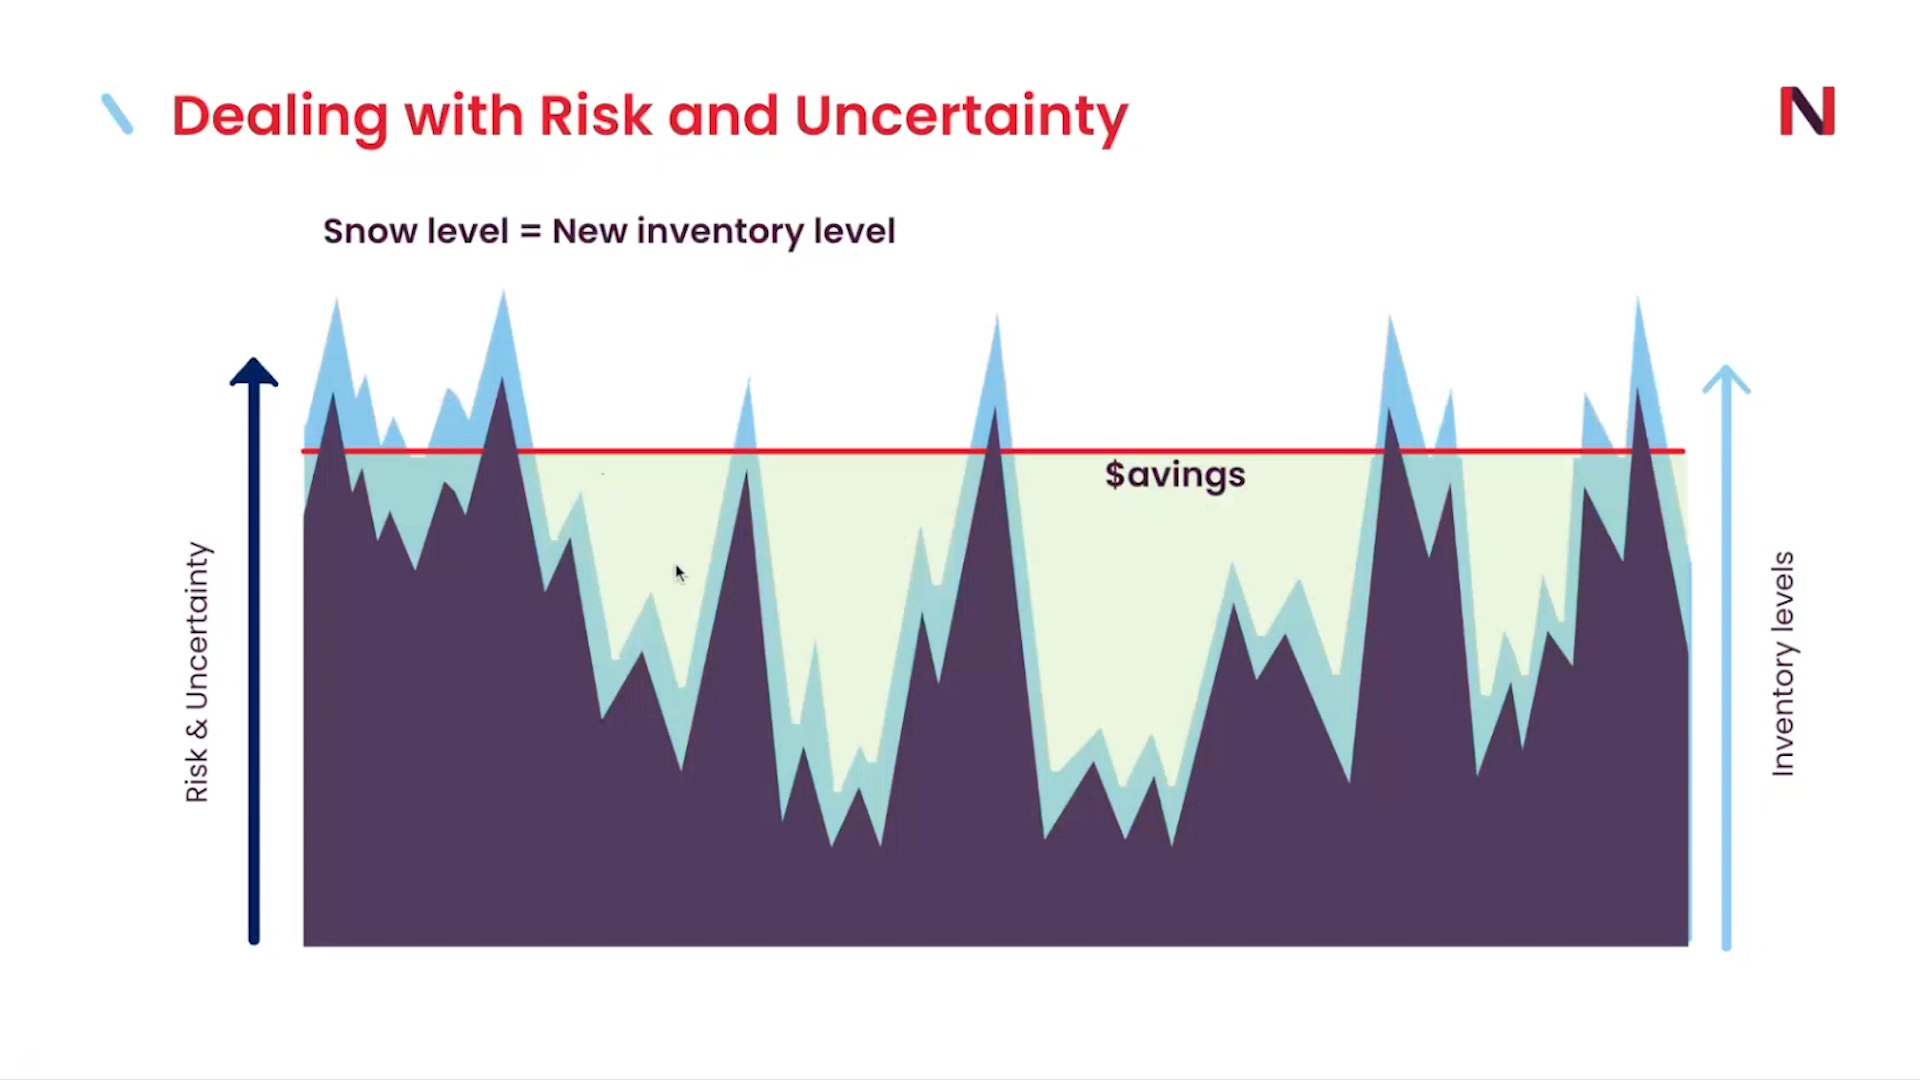 Dealing with Risk and Uncertainty
N
Snow level = New inventory level
$avings
Risk & Uncertainty
Inventory levels